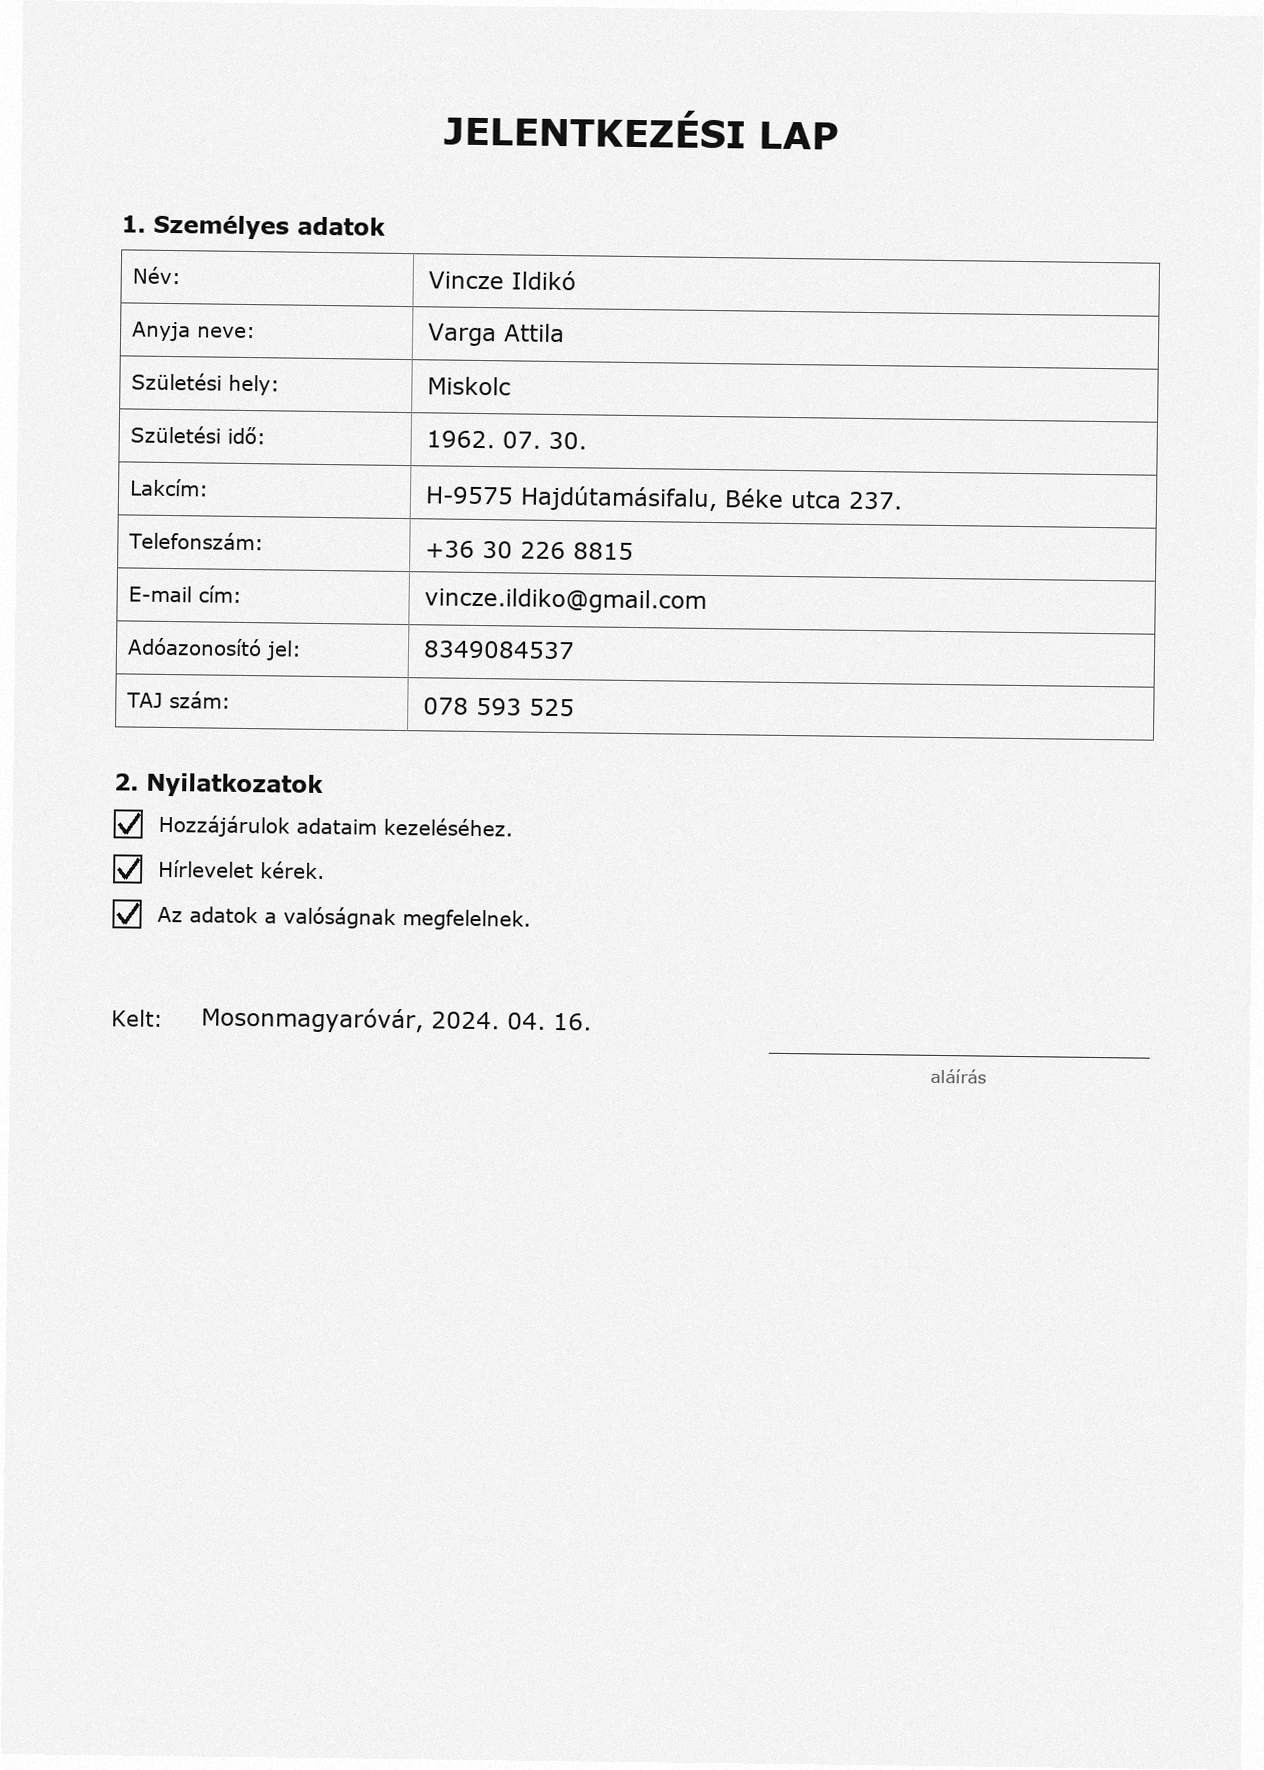 JELENTKEZÉSI LAP
1. Személyes adatok
Név: Vincze Ildikó
Anyja neve: Varga Attila
Születési hely: Miskolc
Születési idő: 1962. 07. 30.
Lakcím: H-9575 Hajdútamásifalu, Béke utca 237.
Telefonszám: +36 30 226 8815
E-mail cím: vincze.ildiko@gmail.com
Adóazonosító jel: 8349084537
TAJ szám: 078 593 525
2. Nyilatkozatok
Hozzájárulok adataim kezeléséhez.
Hírlevelet kérek.
Az adatok a valóságnak megfelelnek.
Kelt: Mosonmagyaróvár, 2024. 04. 16.
aláírás